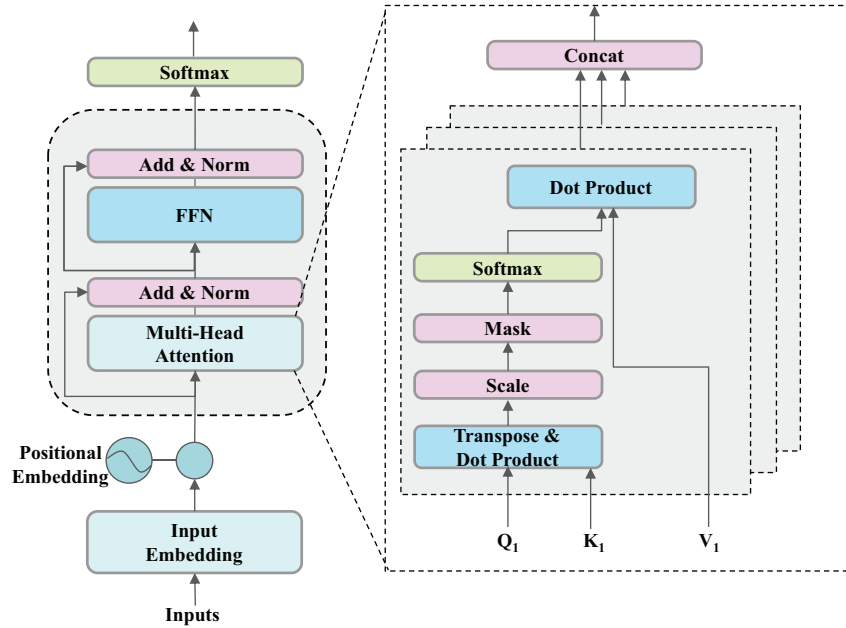 Softmax
Add & Norm
FFN
Add & Norm
Multi-Head
Attention
Positional
Embedding
Input
Embedding
Inputs
Concat
Dot Product
Softmax
Mask
Scale
Transpose &
Dot Product
Q₁
K₁
V₁